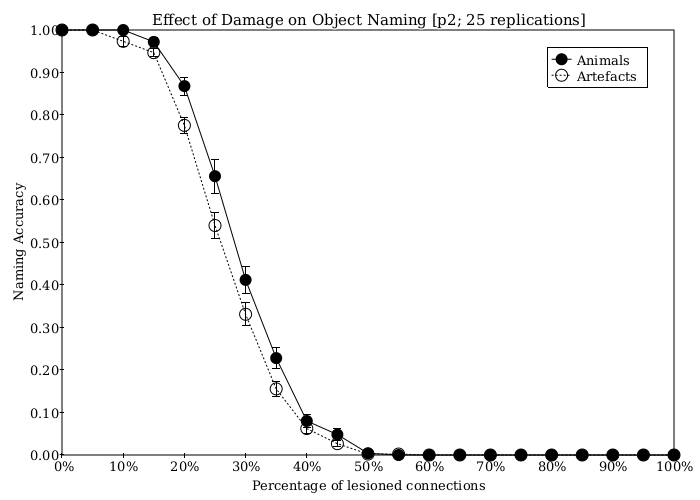 Effect of Damage on Object Naming [p2; 25 replications]
1.00
0.90
0.80
0.70
0.60
0.50
0.40
0.30
0.20
0.10
0.00
Naming Accuracy
Animals
Artefacts
0% 10% 20% 30% 40% 50% 60% 70% 80% 90% 100%
Percentage of lesioned connections